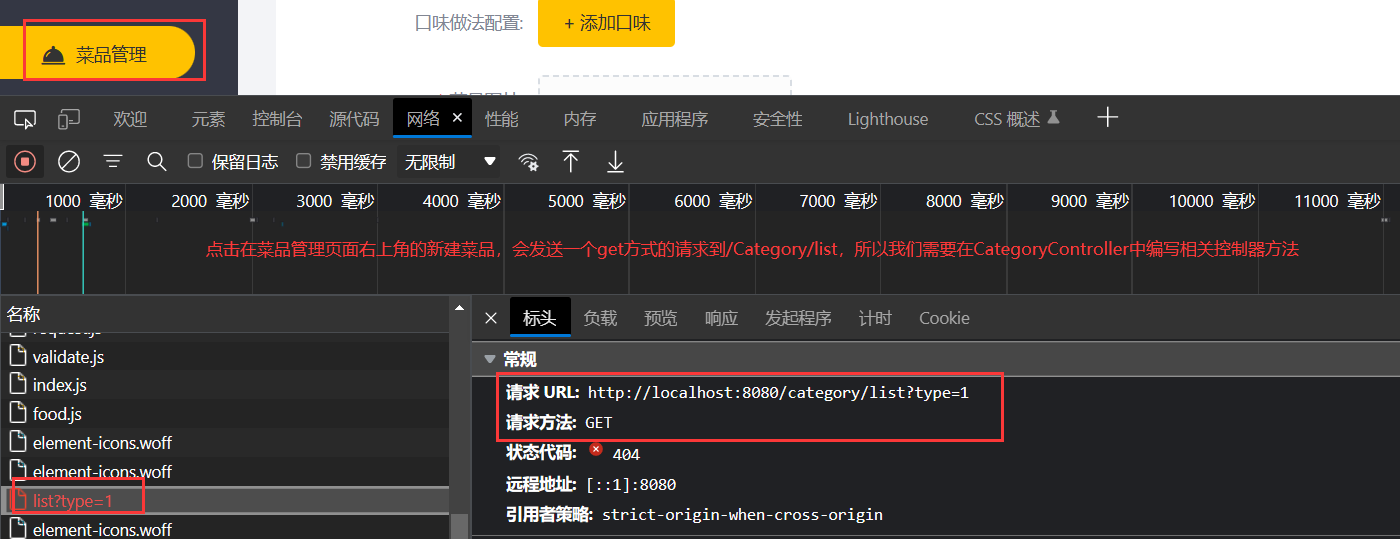 口味做法配置:
+ 添加口味
菜品管理
欢迎 元素 控制台 源代码 网络 × 性能 内存 应用程序 安全性 Lighthouse CSS 概述
保留日志 禁用缓存 无限制
1000 毫秒 2000 毫秒 3000 毫秒 4000 毫秒 5000 毫秒 6000 毫秒 7000 毫秒 8000 毫秒 9000 毫秒 10000 毫秒 11000 毫秒
点击在菜品管理页面右上角的新建菜品，会发送一个get方式的请求到/Category/list，所以我们需要在CategoryController中编写相关控制器方法
名称
validate.js
index.js
food.js
element-icons.woff
element-icons.woff
list?type=1
element-icons.woff
× 标头 负载 预览 响应 发起程序 计时 Cookie
常规
请求 URL: http://localhost:8080/category/list?type=1
请求方法: GET
状态代码: 404
远程地址: [::1]:8080
引用者策略: strict-origin-when-cross-origin